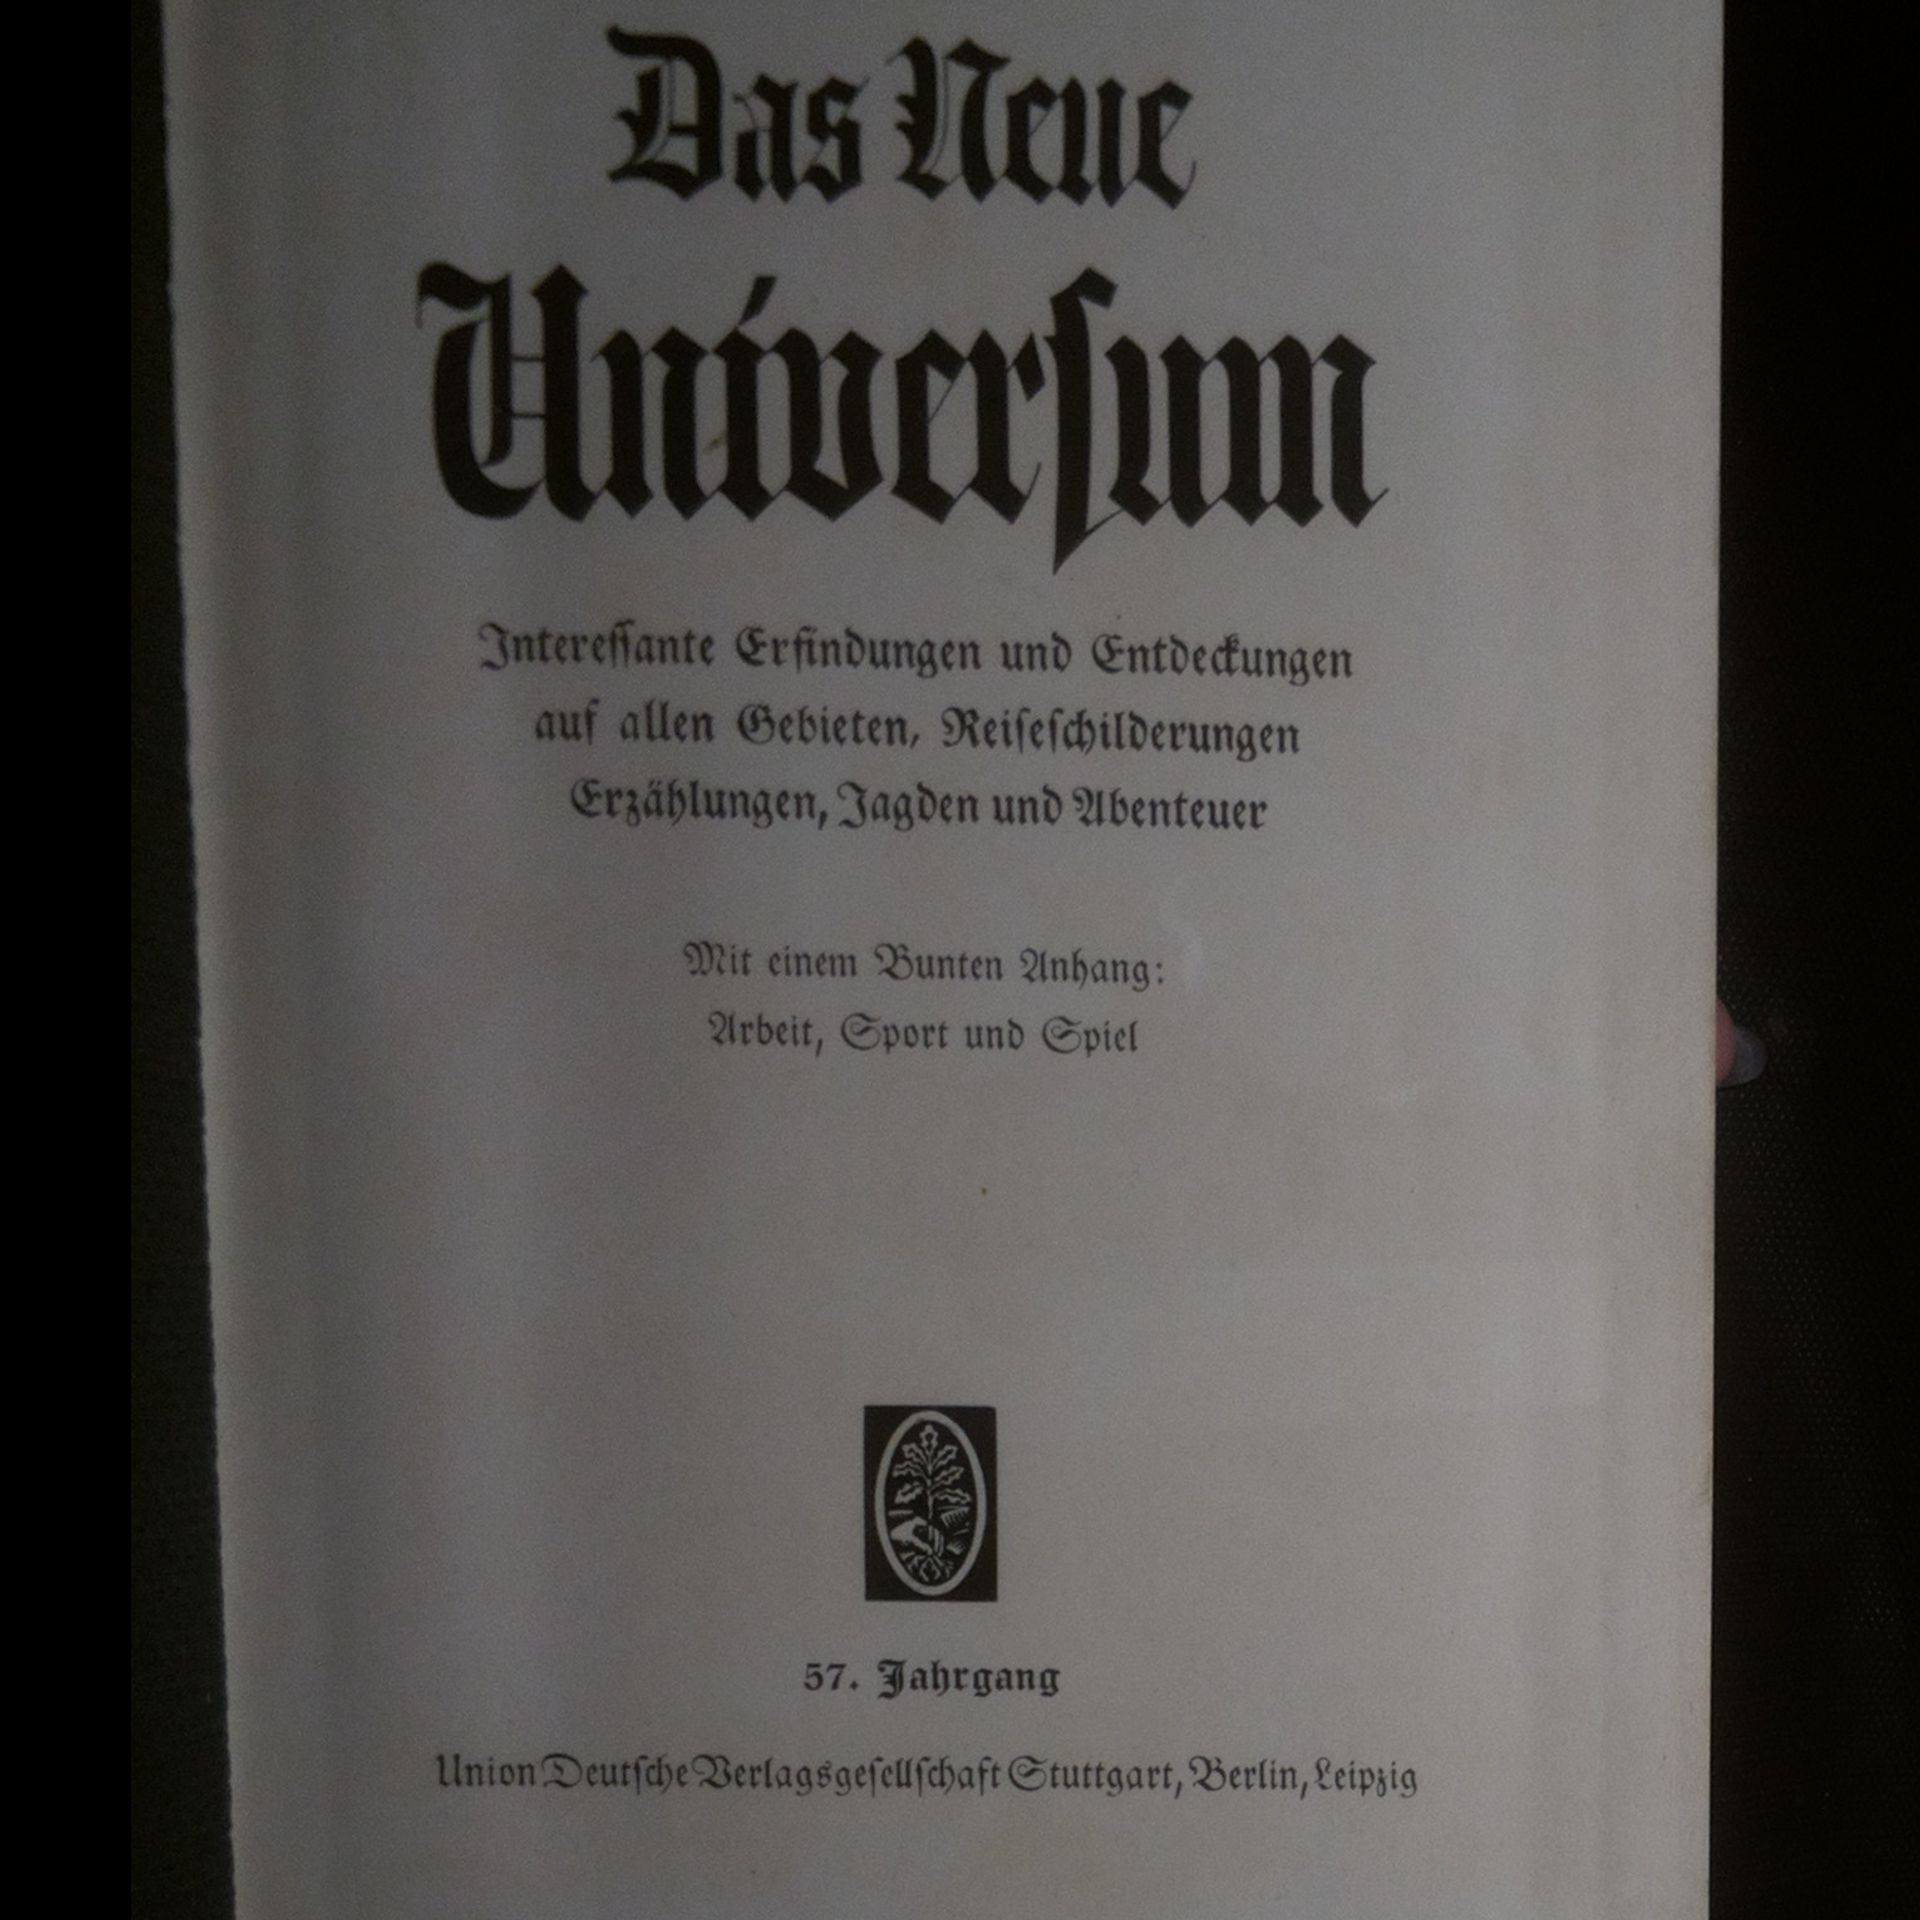 Das Neue
Univerſum
Intereſſante Erfindungen und Entdeckungen
auf allen Gebieten, Reiſeſchilderungen
Erzählungen, Jagden und Abenteuer
Mit einem Bunten Anhang:
Arbeit, Sport und Spiel
57. Jahrgang
Union Deutſche Verlagsgeſellſchaft Stuttgart, Berlin, Leipzig